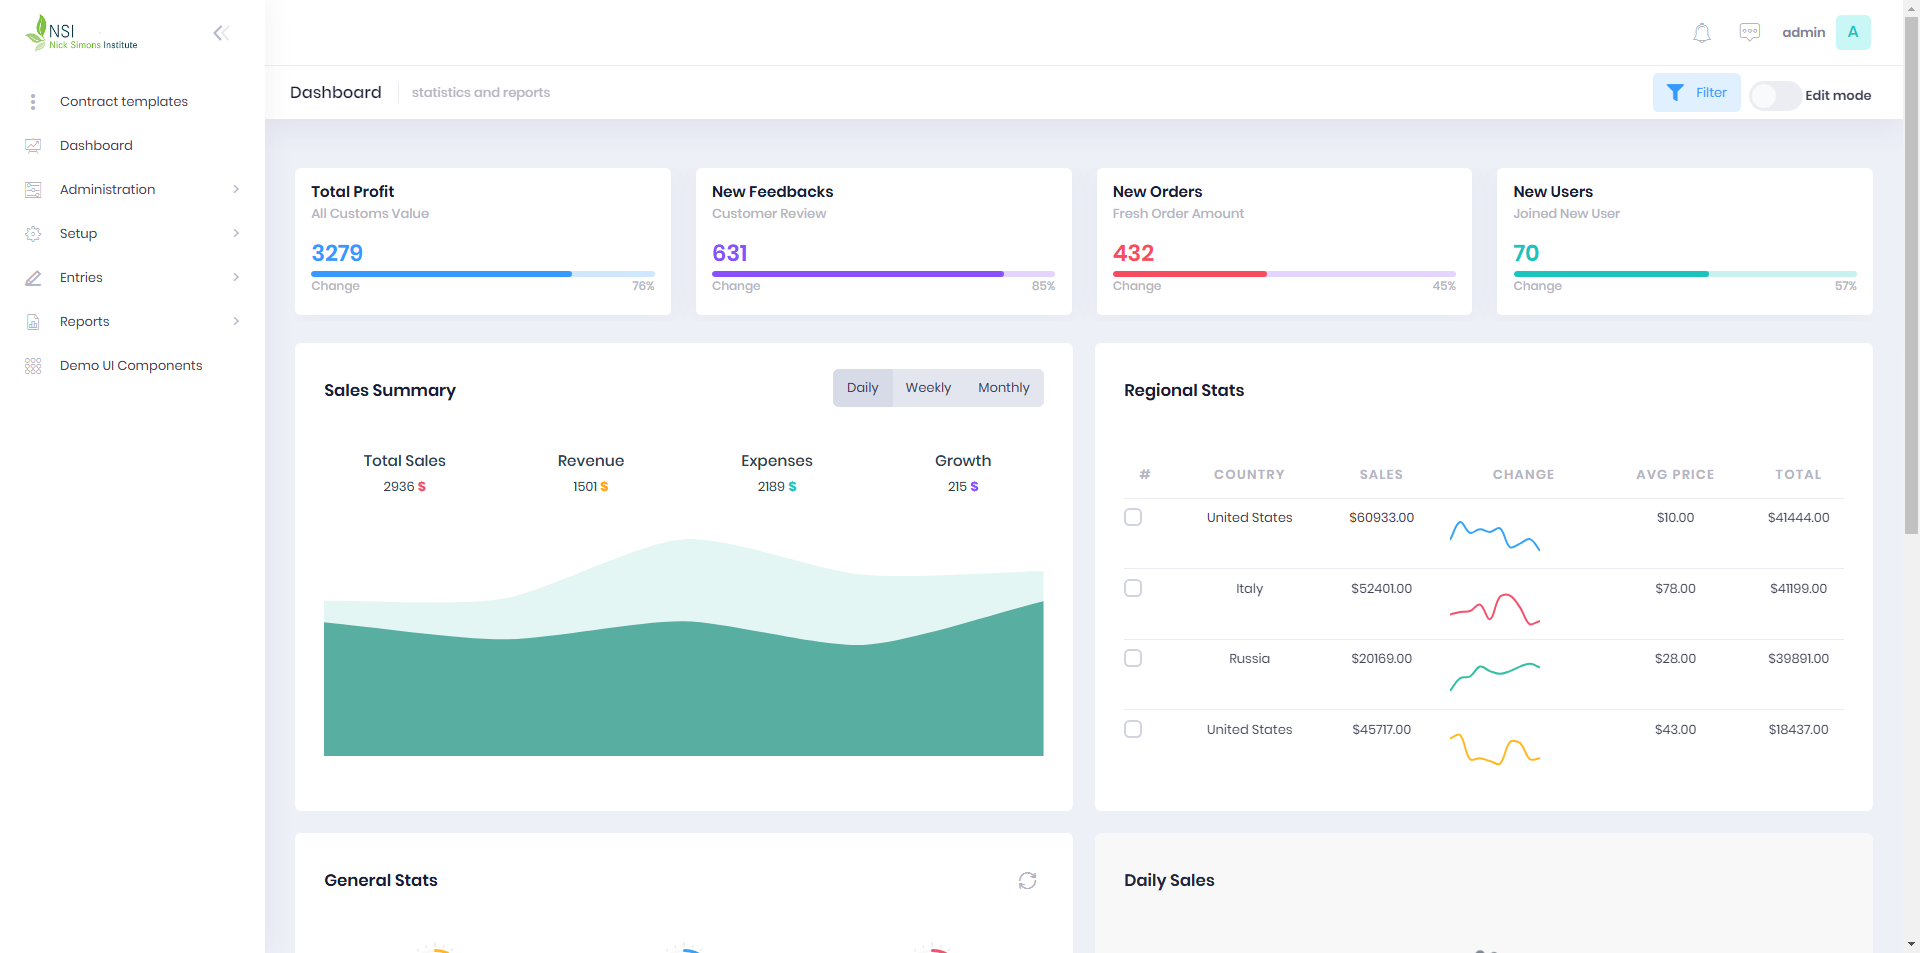 NSI
Nick Simons Institute
admin
A
Contract templates
Dashboard
Administration
Setup
Entries
Reports
Demo UI Components
Dashboard
statistics and reports
Filter
Edit mode
Total Profit
All Customs Value
3279
Change 76%
New Feedbacks
Customer Review
631
Change 85%
New Orders
Fresh Order Amount
432
Change 45%
New Users
Joined New User
70
Change 57%
Sales Summary
Daily Weekly Monthly
Total Sales Revenue Expenses Growth
2936 $ 1501 $ 2189 $ 215 $
Regional Stats
# COUNTRY SALES CHANGE AVG PRICE TOTAL
United States $60933.00 $10.00 $41444.00
Italy $52401.00 $78.00 $41199.00
Russia $20169.00 $28.00 $39891.00
United States $45717.00 $43.00 $18437.00
General Stats
Daily Sales